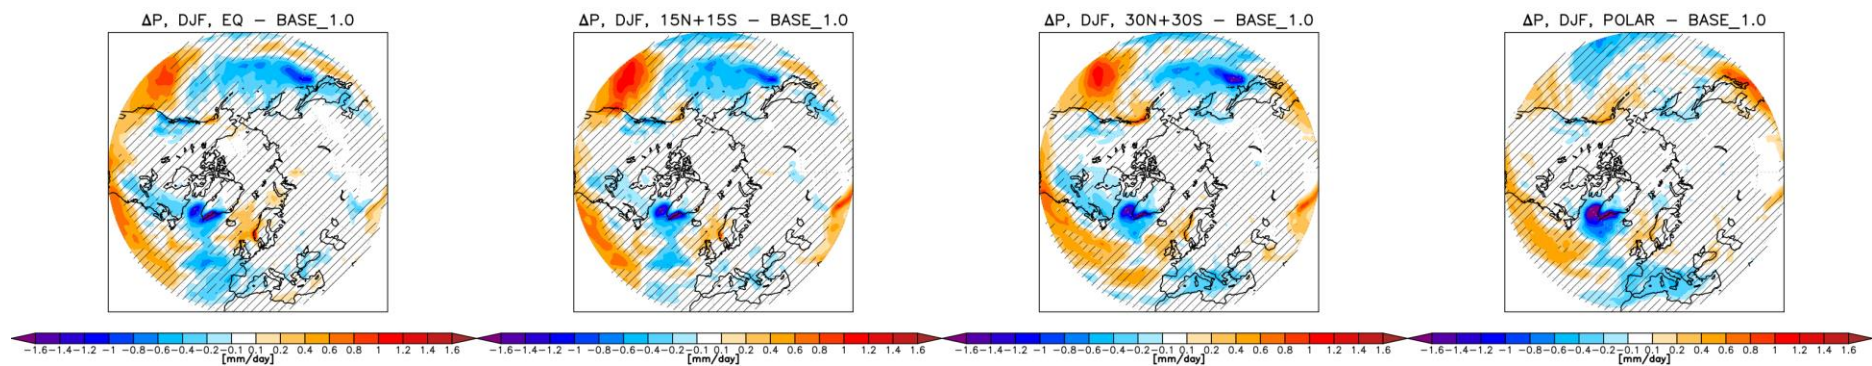 ΔP, DJF, EQ – BASE_1.0
ΔP, DJF, 15N+15S – BASE_1.0
ΔP, DJF, 30N+30S – BASE_1.0
ΔP, DJF, POLAR – BASE_1.0
−1.6 −1.4 −1.2 −1 −0.8 −0.6 −0.4 −0.2 −0.1 0.1 0.2 0.4 0.6 0.8 1 1.2 1.4 1.6
[mm/day]
−1.6 −1.4 −1.2 −1 −0.8 −0.6 −0.4 −0.2 −0.1 0.1 0.2 0.4 0.6 0.8 1 1.2 1.4 1.6
[mm/day]
−1.6 −1.4 −1.2 −1 −0.8 −0.6 −0.4 −0.2 −0.1 0.1 0.2 0.4 0.6 0.8 1 1.2 1.4 1.6
[mm/day]
−1.6 −1.4 −1.2 −1 −0.8 −0.6 −0.4 −0.2 −0.1 0.1 0.2 0.4 0.6 0.8 1 1.2 1.4 1.6
[mm/day]